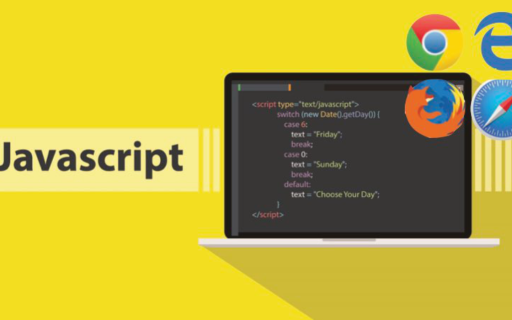 Javascript
<script type="text/javascript">
switch (new Date().getDay()) {
case 6:
text = "Friday";
break;
case 0:
text = "Sunday";
break;
default:
text = "Choose Your Day";
}
</script>